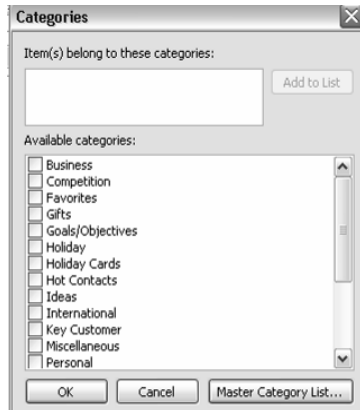 Categories
Item(s) belong to these categories:
Add to List
Available categories:
Business
Competition
Favorites
Gifts
Goals/Objectives
Holiday
Holiday Cards
Hot Contacts
Ideas
International
Key Customer
Miscellaneous
Personal
OK Cancel Master Category List...